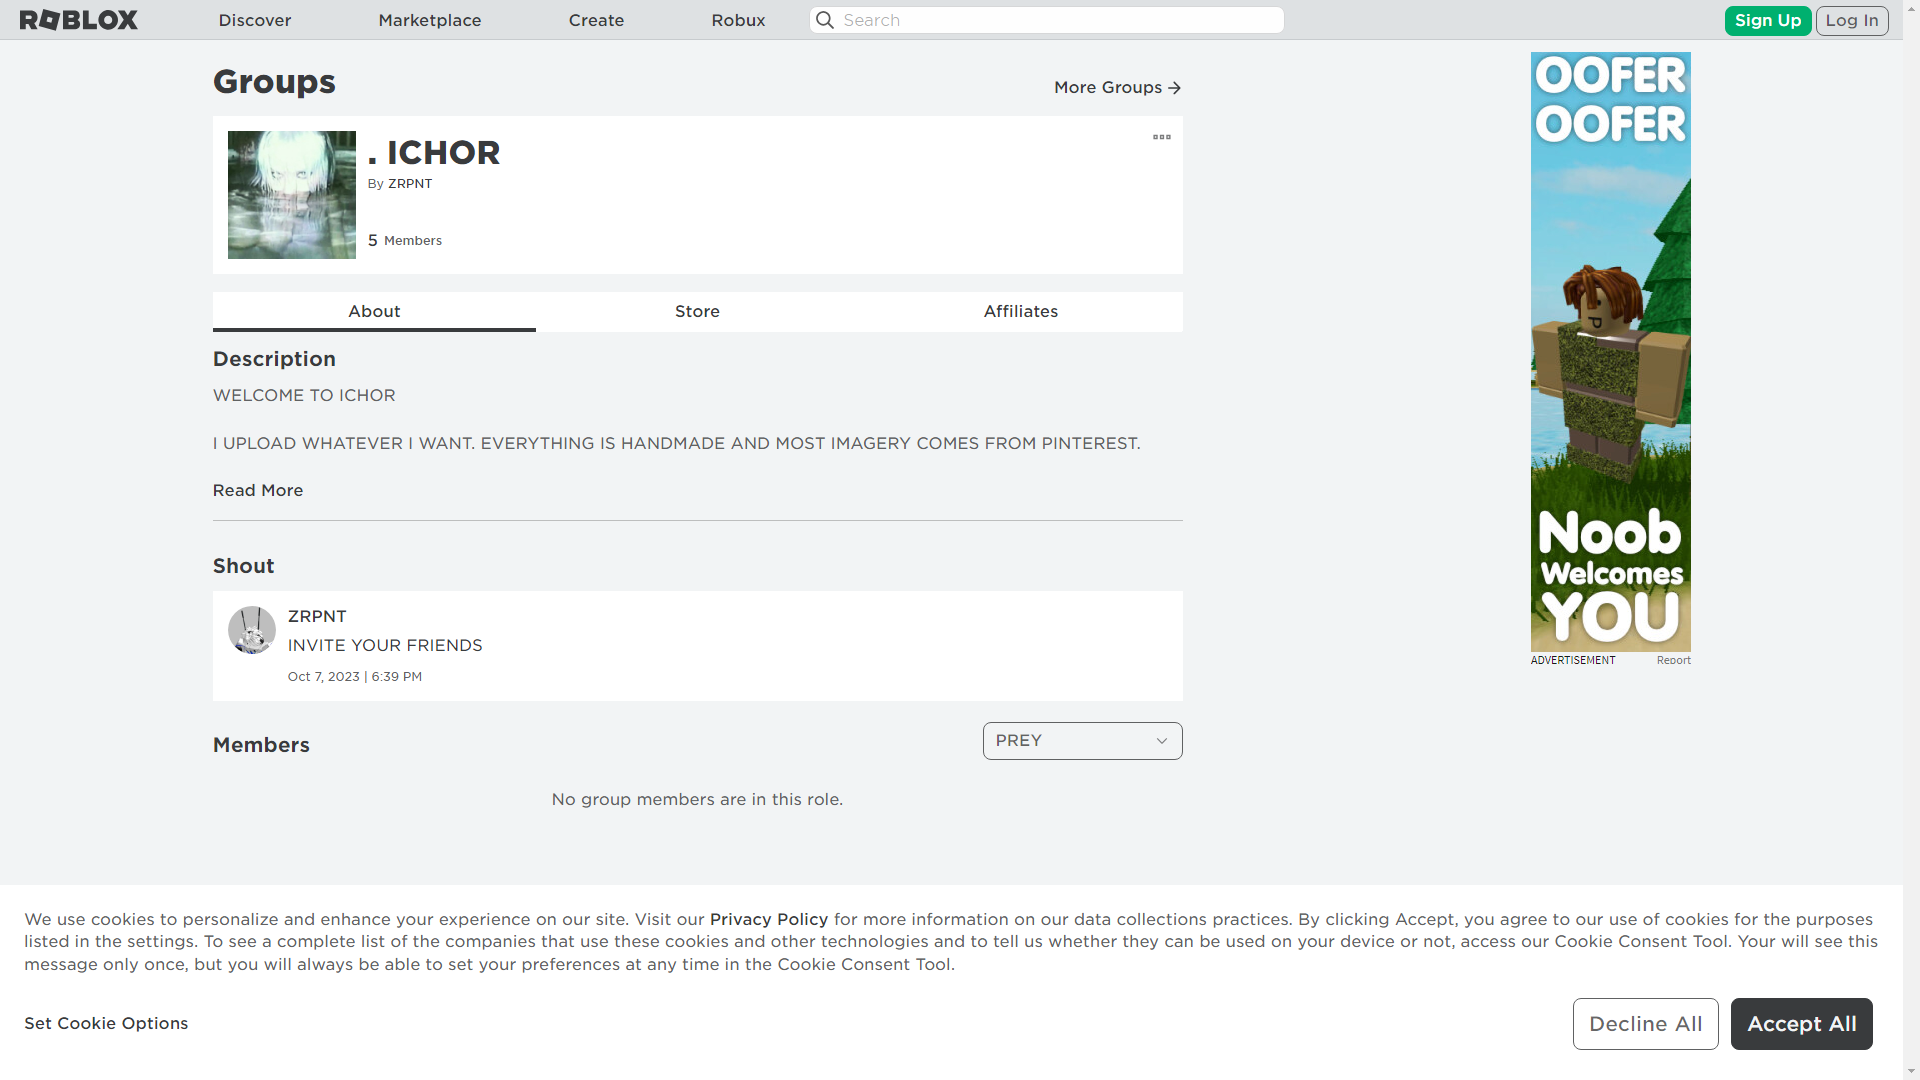 ROBLOX
Discover
Marketplace
Create
Robux
Search
Sign Up
Log In
Groups
More Groups
. ICHOR
By ZRPNT
5 Members
About
Store
Affiliates
Description
WELCOME TO ICHOR
I UPLOAD WHATEVER I WANT. EVERYTHING IS HANDMADE AND MOST IMAGERY COMES FROM PINTEREST.
Read More
Shout
ZRPNT
INVITE YOUR FRIENDS
Oct 7, 2023 | 6:39 PM
Members
PREY
No group members are in this role.
OOFER
OOFER
Noob
Welcomes
YOU
ADVERTISEMENT
Report
We use cookies to personalize and enhance your experience on our site. Visit our Privacy Policy for more information on our data collections practices. By clicking Accept, you agree to our use of cookies for the purposes
listed in the settings. To see a complete list of the companies that use these cookies and other technologies and to tell us whether they can be used on your device or not, access our Cookie Consent Tool. Your will see this
message only once, but you will always be able to set your preferences at any time in the Cookie Consent Tool.
Set Cookie Options
Decline All
Accept All